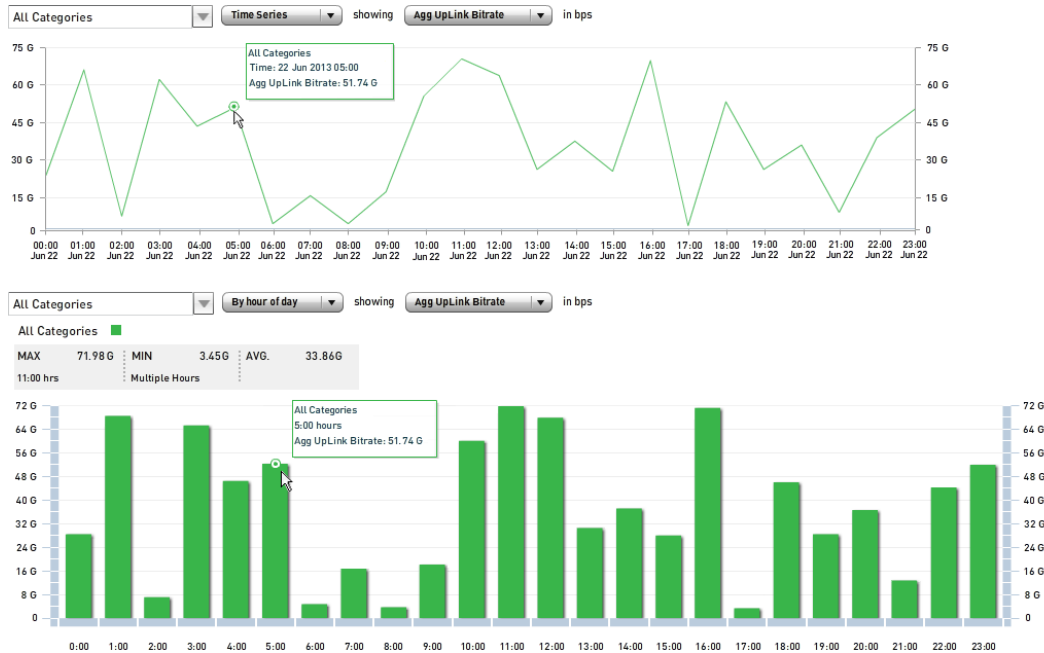 All Categories Time Series showing Agg UpLink Bitrate in bps
75 G 75 G
All Categories
Time: 22 Jun 2013 05:00
Agg UpLink Bitrate: 51.74 G
60 G 60 G
45 G 45 G
30 G 30 G
15 G 15 G
0 0
00:00 01:00 02:00 03:00 04:00 05:00 06:00 07:00 08:00 09:00 10:00 11:00 12:00 13:00 14:00 15:00 16:00 17:00 18:00 19:00 20:00 21:00 22:00 23:00
Jun 22 Jun 22 Jun 22 Jun 22 Jun 22 Jun 22 Jun 22 Jun 22 Jun 22 Jun 22 Jun 22 Jun 22 Jun 22 Jun 22 Jun 22 Jun 22 Jun 22 Jun 22 Jun 22 Jun 22 Jun 22 Jun 22 Jun 22 Jun 22
All Categories By hour of day showing Agg UpLink Bitrate in bps
All Categories
MAX 71.98 G MIN 3.45G AVG. 33.86G
11:00 hrs Multiple Hours
72 G 72 G
All Categories
5:00 hours
Agg UpLink Bitrate: 51.74 G
64 G 64 G
56 G 56 G
48 G 48 G
40 G 40 G
32 G 32 G
24 G 24 G
16 G 16 G
8 G 8 G
0 0
0:00 1:00 2:00 3:00 4:00 5:00 6:00 7:00 8:00 9:00 10:00 11:00 12:00 13:00 14:00 15:00 16:00 17:00 18:00 19:00 20:00 21:00 22:00 23:00